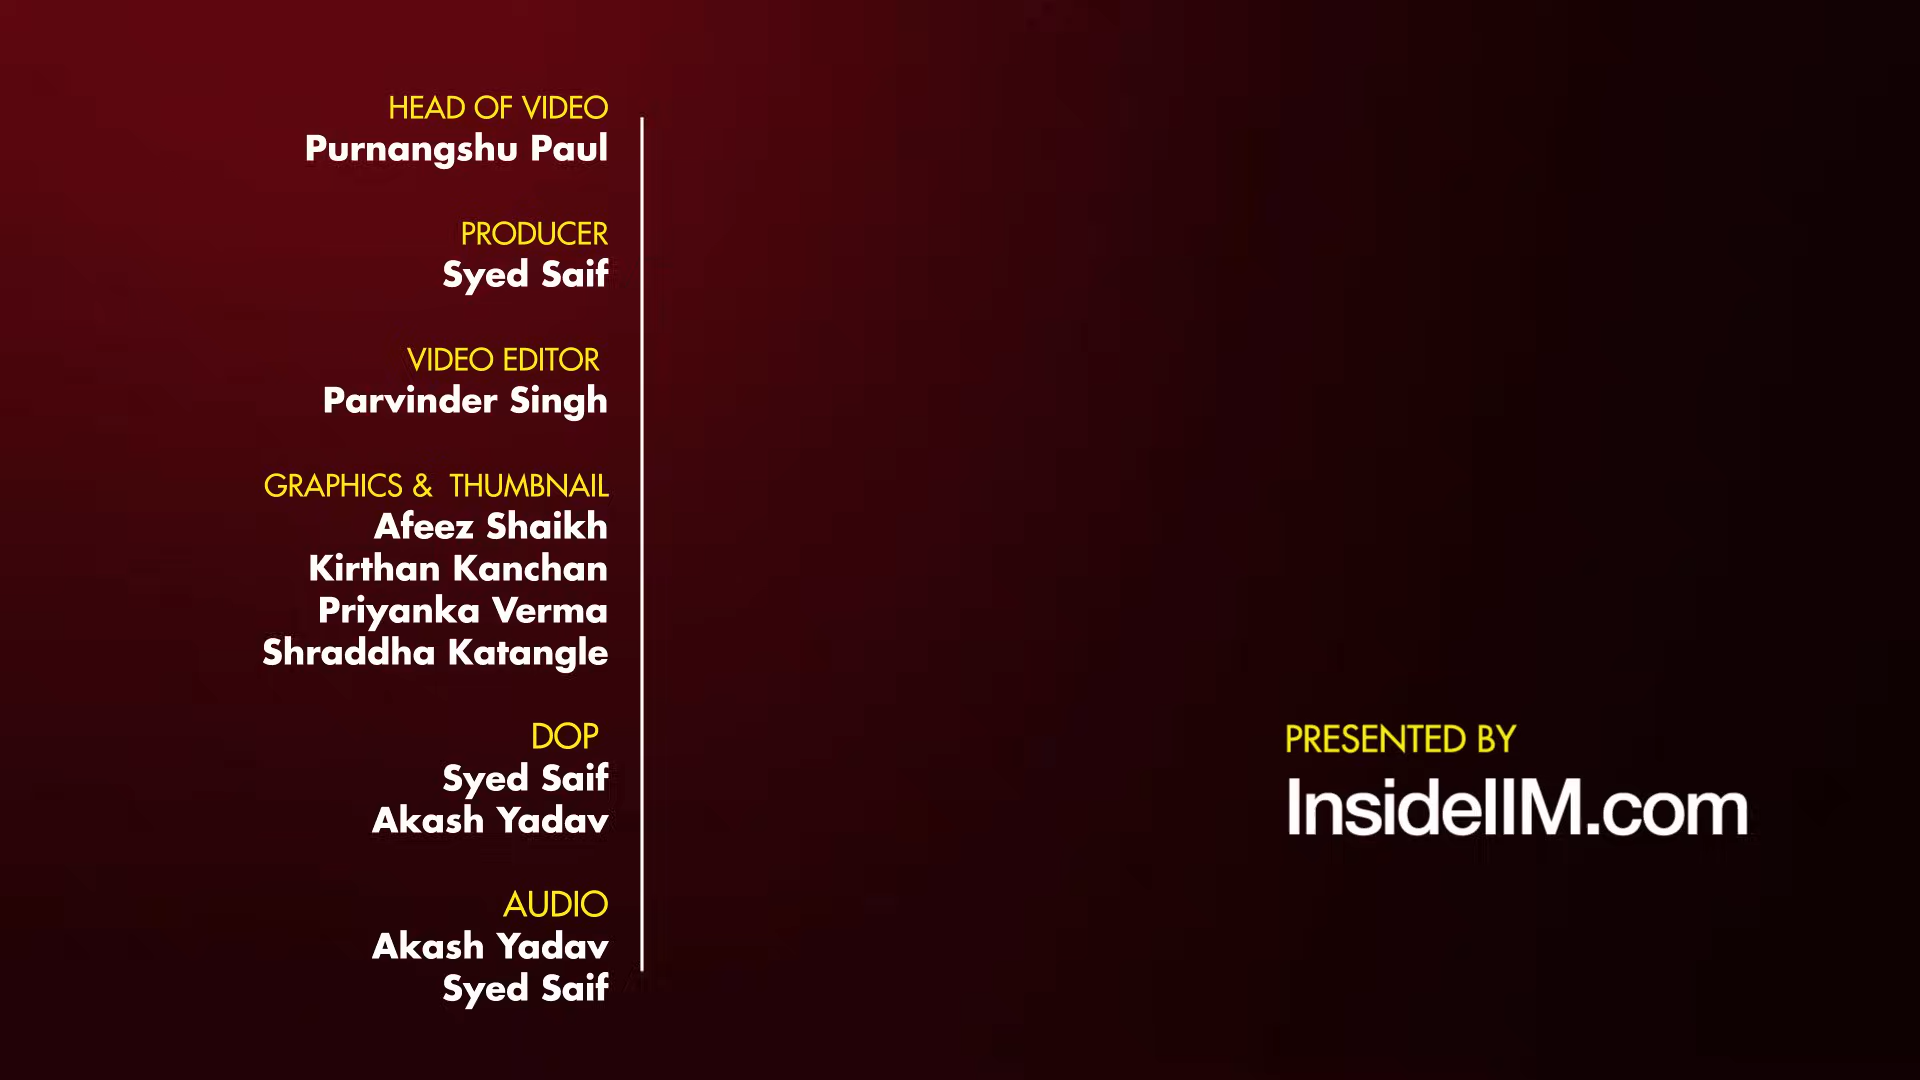 HEAD OF VIDEO
Purnangshu Paul
PRODUCER
Syed Saif
VIDEO EDITOR
Parvinder Singh
GRAPHICS & THUMBNAIL
Afeez Shaikh
Kirthan Kanchan
Priyanka Verma
Shraddha Katangle
DOP
Syed Saif
Akash Yadav
AUDIO
Akash Yadav
Syed Saif
PRESENTED BY
InsideIIM.com